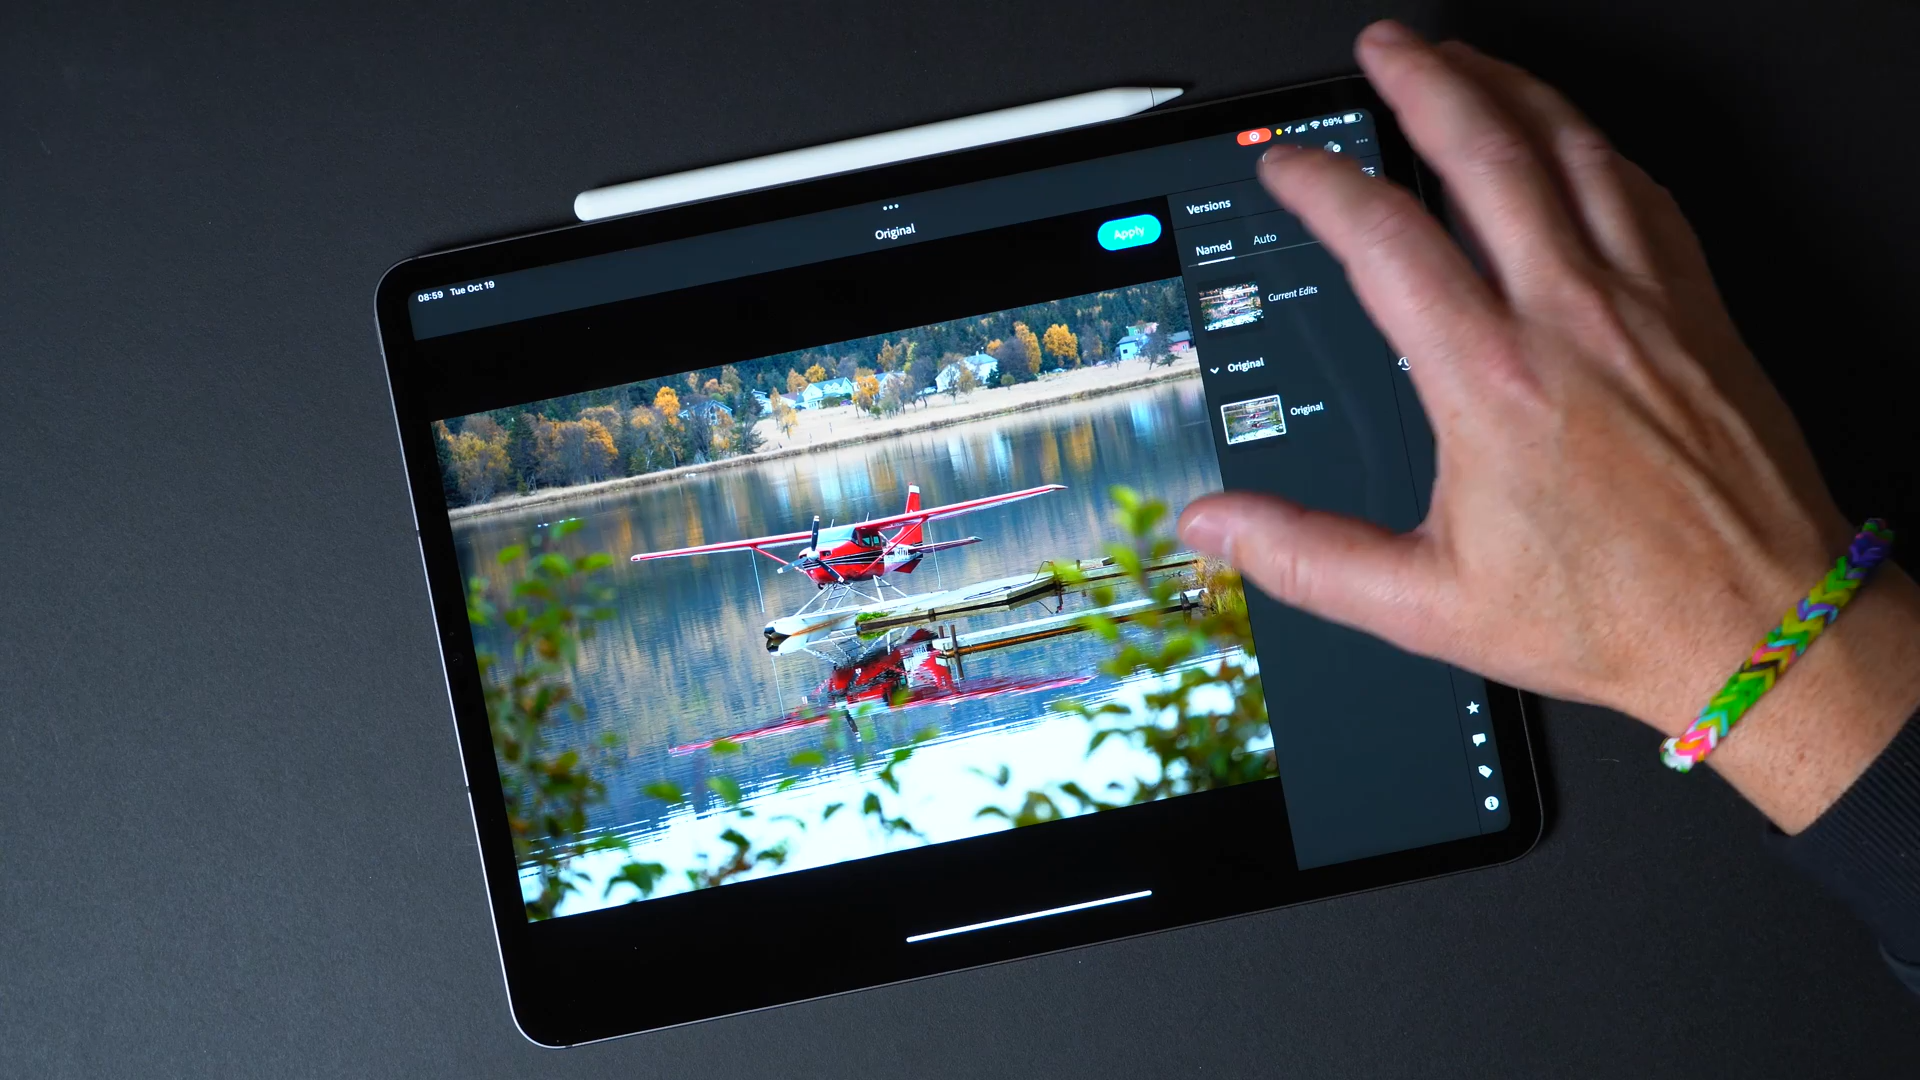 08:59 Tue Oct 19
69%
•••
Original
Apply
Versions
Named Auto
Current Edits
Original
Original